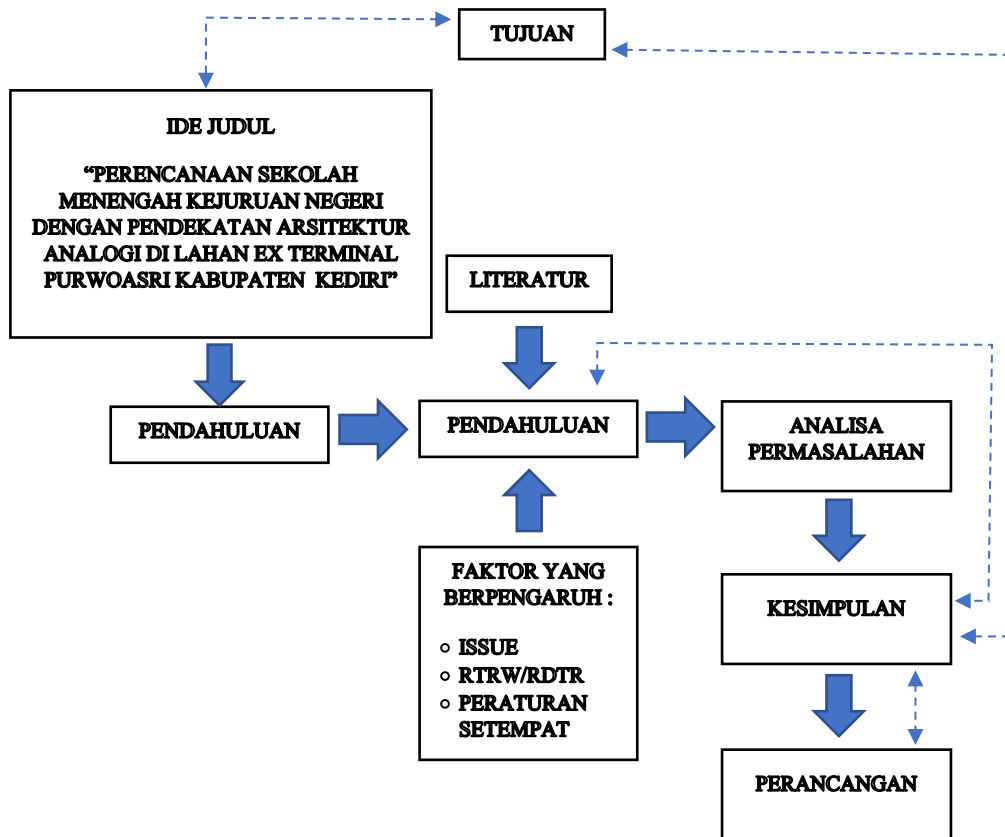 TUJUAN
IDE JUDUL
“PERENCANAAN SEKOLAH
MENENGAH KEJURUAN NEGERI
DENGAN PENDEKATAN ARSITEKTUR
ANALOGI DI LAHAN EX TERMINAL
PURWOASRI KABUPATEN KEDIRI”
LITERATUR
PENDAHULUAN
PENDAHULUAN
ANALISA
PERMASALAHAN
FAKTOR YANG
BERPENGARUH :
ISSUE
RTRW/RDTR
PERATURAN
SETEMPAT
KESIMPULAN
PERANCANGAN